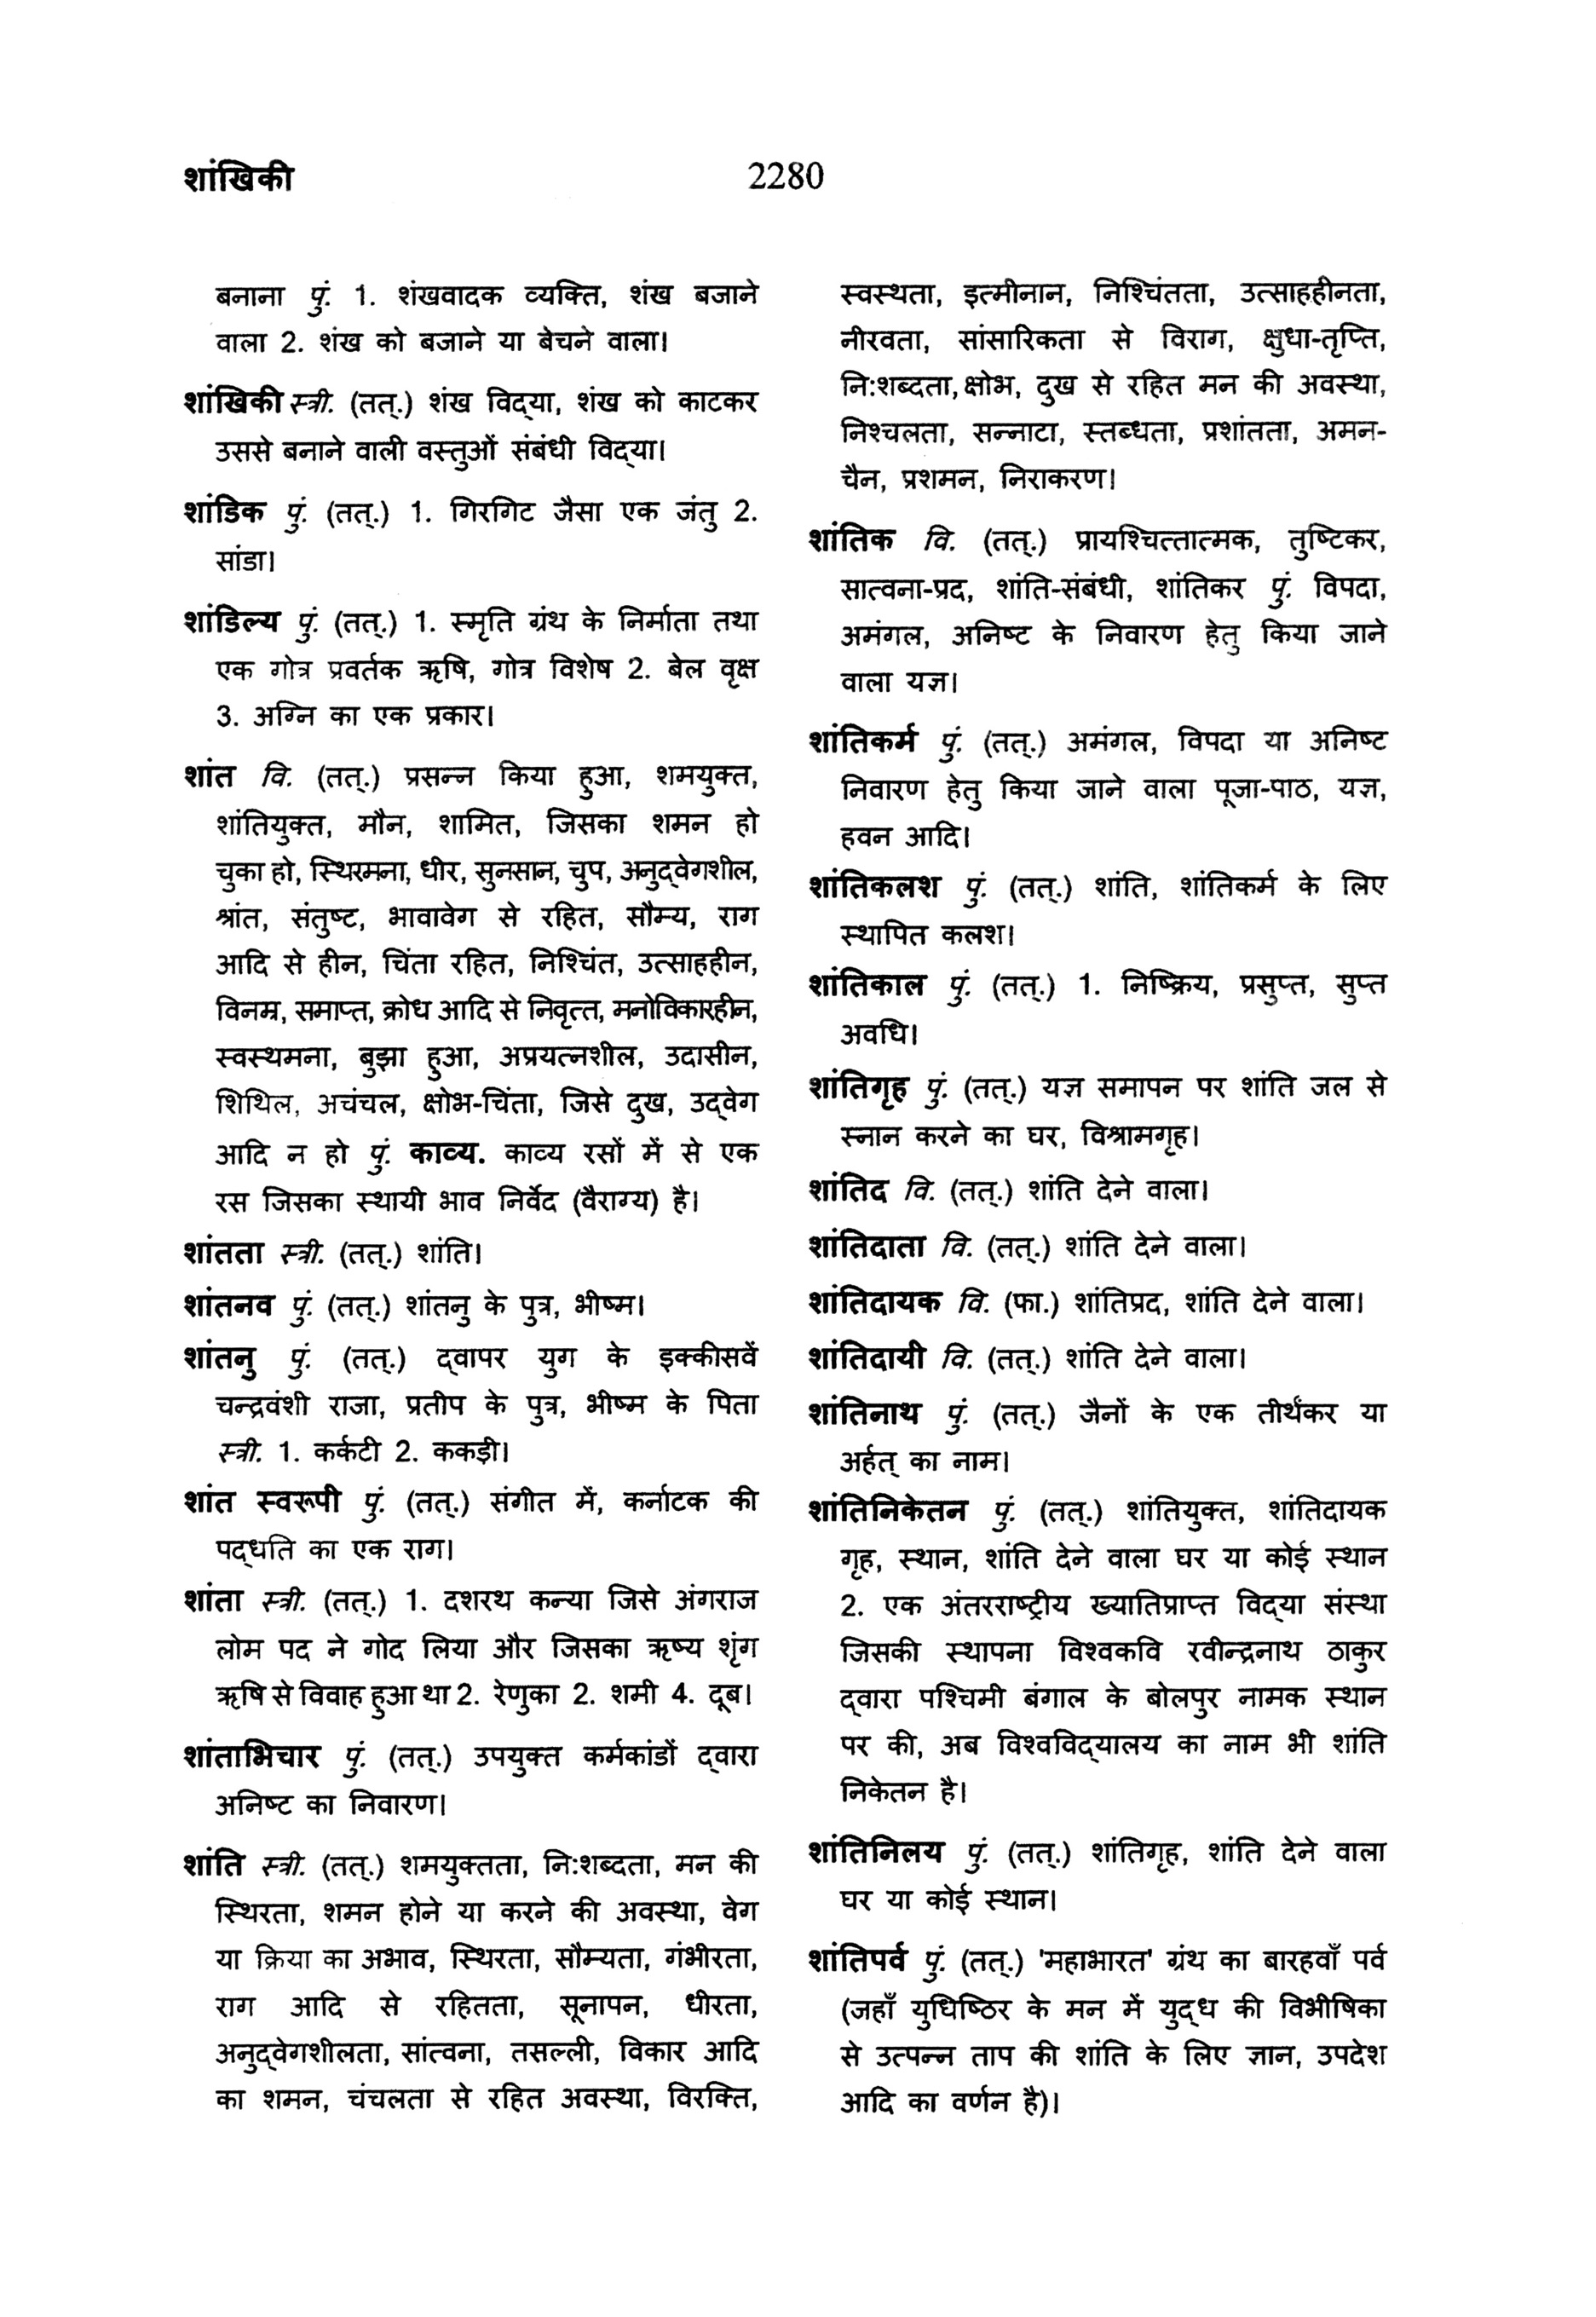 शांखिकी
2280
बनाना पुं. 1. शंखवादक व्यक्ति, शंख बजाने
वाला 2. शंख को बजाने या बेचने वाला।
शांखिकी स्त्री. (तत्.) शंख विद्‌या, शंख को काटकर
उससे बनाने वाली वस्तुओं संबंधी विद्‌या।
शांडिक पुं. (तत्.) 1. गिरगिट जैसा एक जंतु 2.
सांडा।
शांडिल्य पुं. (तत्.) 1. स्मृति ग्रंथ के निर्माता तथा
एक गोत्र प्रवर्तक ऋषि, गोत्र विशेष 2. बेल वृक्ष
3. अग्नि का एक प्रकार।
शांत वि. (तत्.) प्रसन्न किया हुआ, शमयुक्त,
शांतियुक्त, मौन, शामित, जिसका शमन हो
चुका हो, स्थिरमना, धीर, सुनसान, चुप, अनुद्‌वेगशील,
श्रांत, संतुष्ट, भावावेग से रहित, सौम्य, राग
आदि से हीन, चिंता रहित, निश्चिंत, उत्साहहीन,
विनम्र, समाप्त, क्रोध आदि से निवृत्त, मनोविकारहीन,
स्वस्थमना, बुझा हुआ, अप्रयत्नशील, उदासीन,
शिथिल, अचंचल, क्षोभ-चिंता, जिसे दुख, उद्‌वेग
आदि न हो पुं. काव्य. काव्य रसों में से एक
रस जिसका स्थायी भाव निर्वेद (वैराग्य) है।
शांतता स्त्री. (तत्.) शांति।
शांतनव पुं. (तत्.) शांतनु के पुत्र, भीष्म।
शांतनु पुं. (तत्.) द्‌वापर युग के इक्कीसवें
चन्द्रवंशी राजा, प्रतीप के पुत्र, भीष्म के पिता
स्त्री. 1. कर्कटी 2. ककड़ी।
शांत स्वरूपी पुं. (तत्.) संगीत में, कर्नाटक की
पद्‌धति का एक राग।
शांता स्त्री. (तत्.) 1. दशरथ कन्या जिसे अंगराज
लोम पद ने गोद लिया और जिसका ऋष्य शृंग
ऋषि से विवाह हुआ था 2. रेणुका 2. शमी 4. दूब।
शांताभिचार पुं. (तत्.) उपयुक्त कर्मकांडों द्‌वारा
अनिष्ट का निवारण।
शांति स्त्री. (तत्.) शमयुक्तता, नि:शब्दता, मन की
स्थिरता, शमन होने या करने की अवस्था, वेग
या क्रिया का अभाव, स्थिरता, सौम्यता, गंभीरता,
राग आदि से रहितता, सूनापन, धीरता,
अनुद्‌वेगशीलता, सांत्वना, तसल्ली, विकार आदि
का शमन, चंचलता से रहित अवस्था, विरक्ति,
स्वस्थता, इत्मीनान, निश्चिंतता, उत्साहहीनता,
नीरवता, सांसारिकता से विराग, क्षुधा-तृप्ति,
नि:शब्दता, क्षोभ, दुख से रहित मन की अवस्था,
निश्चलता, सन्नाटा, स्तब्धता, प्रशांतता, अमन-
चैन, प्रशमन, निराकरण।
शांतिक वि. (तत्.) प्रायश्चित्तात्मक, तुष्टिकर,
सात्वना-प्रद, शांति-संबंधी, शांतिकर पुं. विपदा,
अमंगल, अनिष्ट के निवारण हेतु किया जाने
वाला यज्ञ।
शांतिकर्म पुं. (तत्.) अमंगल, विपदा या अनिष्ट
निवारण हेतु किया जाने वाला पूजा-पाठ, यज्ञ,
हवन आदि।
शांतिकलश पुं. (तत्.) शांति, शांतिकर्म के लिए
स्थापित कलश।
शांतिकाल पुं. (तत्.) 1. निष्क्रिय, प्रसुप्त, सुप्त
अवधि।
शांतिगृह पुं. (तत्.) यज्ञ समापन पर शांति जल से
स्नान करने का घर, विश्रामगृह।
शांतिद वि. (तत्.) शांति देने वाला।
शांतिदाता वि. (तत्.) शांति देने वाला।
शांतिदायक वि. (फा.) शांतिप्रद, शांति देने वाला।
शांतिदायी वि. (तत्.) शांति देने वाला।
शांतिनाथ पुं. (तत्.) जैनों के एक तीर्थंकर या
अर्हत् का नाम।
शांतिनिकेतन पुं. (तत्.) शांतियुक्त, शांतिदायक
गृह, स्थान, शांति देने वाला घर या कोई स्थान
2. एक अंतरराष्ट्रीय ख्यातिप्राप्त विद्‌या संस्था
जिसकी स्थापना विश्वकवि रवीन्द्रनाथ ठाकुर
द्‌वारा पश्चिमी बंगाल के बोलपुर नामक स्थान
पर की, अब विश्वविद्‌यालय का नाम भी शांति
निकेतन है।
शांतिनिलय पुं. (तत्.) शांतिगृह, शांति देने वाला
घर या कोई स्थान।
शांतिपर्व पुं. (तत्.) 'महाभारत' ग्रंथ का बारहवाँ पर्व
(जहाँ युधिष्ठिर के मन में युद्‌ध की विभीषिका
से उत्पन्न ताप की शांति के लिए ज्ञान, उपदेश
आदि का वर्णन है)।